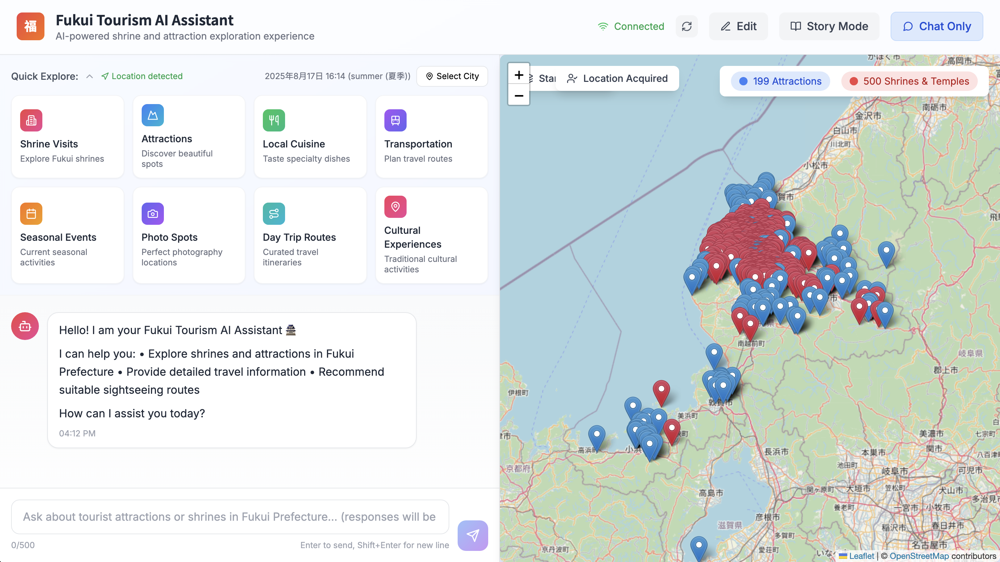 福
Fukui Tourism AI Assistant
AI-powered shrine and attraction exploration experience
Connected
Edit
Story Mode
Chat Only
Quick Explore:
Location detected
2025年8月17日 16:14 (summer (夏季))
Select City
Shrine Visits
Explore Fukui shrines
Attractions
Discover beautiful
spots
Local Cuisine
Taste specialty dishes
Transportation
Plan travel routes
Seasonal Events
Current seasonal
activities
Photo Spots
Perfect photography
locations
Day Trip Routes
Curated travel
itineraries
Cultural
Experiences
Traditional cultural
activities
Hello! I am your Fukui Tourism AI Assistant 🏯
I can help you: • Explore shrines and attractions in Fukui
Prefecture • Provide detailed travel information • Recommend
suitable sightseeing routes
How can I assist you today?
04:12 PM
Ask about tourist attractions or shrines in Fukui Prefecture... (responses will be
0/500
Enter to send, Shift+Enter for new line
+
−
Location Acquired
199 Attractions
500 Shrines & Temples
かほく市
高岡市
南砺市
金沢市
白山市
川北町
小松市
賀市
南越前町
岐阜県
郡上市
伊根町
敦賀市
美浜町
高浜町
小浜
京都府
長浜市
美濃市
七宗町
関市
本巣市
八百津町
池田町
岐阜市
可児市
高島市
関ケ原町
大垣市
笠松町
犬山市
多治見市
養老町
一宮市
小牧市
彦根市
滋賀県
稲沢市
春日井市
多賀町
名古屋市
京丹波町
愛荘町
Leaflet | © OpenStreetMap contributors